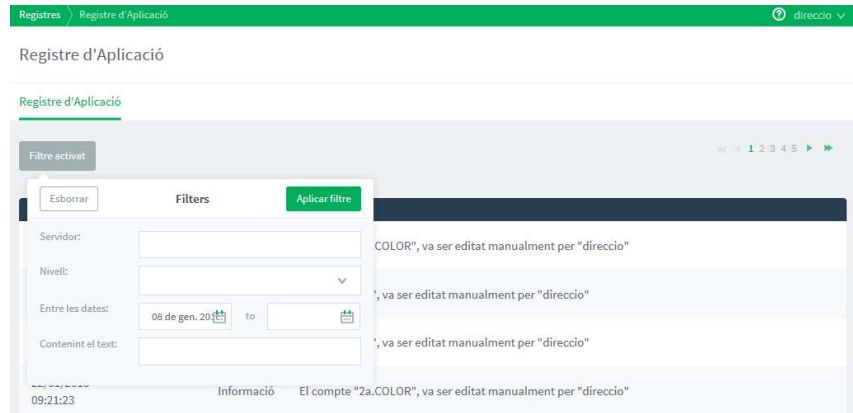 Registres Registre d'Aplicació direccio
Registre d'Aplicació
Registre d'Aplicació
Filtre activat 1 2 3 4 5
Esborrar Filters Aplicar filtre
Servidor: COLOR", va ser editat manualment per "direccio"
Nivell:
", va ser editat manualment per "direccio"
Entre les dates: 08 de gen. to
Contenint el text: ", va ser editat manualment per "direccio"
Informació El compte "2a.COLOR", va ser editat manualment per "direccio"
09:21:23